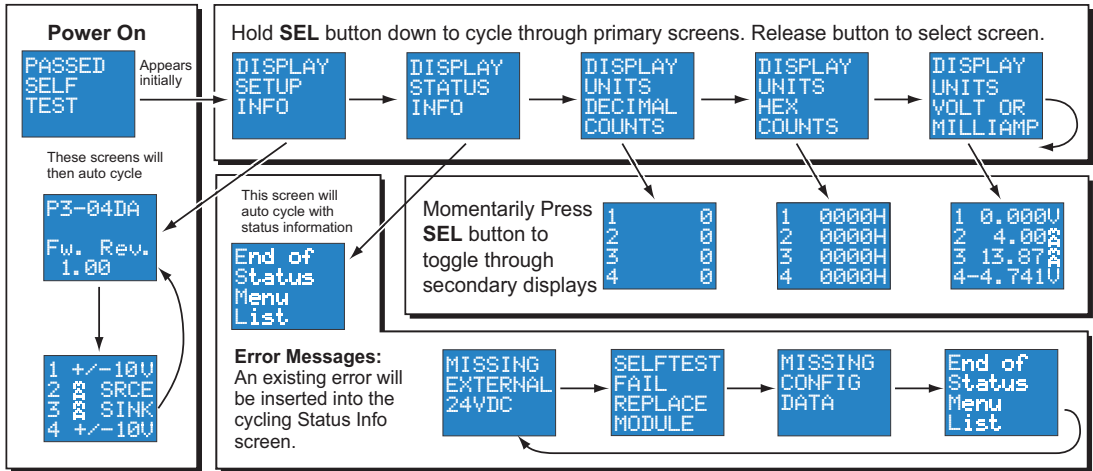 Power On
PASSED
SELF
TEST
Appears
initially
These screens will
then auto cycle
P3-04DA
Fw. Rev.
1.00
1 +/-10V
2 mA SRCE
3 mA SINK
4 +/-10V
Hold SEL button down to cycle through primary screens. Release button to select screen.
DISPLAY
SETUP
INFO
DISPLAY
STATUS
INFO
DISPLAY
UNITS
DECIMAL
COUNTS
DISPLAY
UNITS
HEX
COUNTS
DISPLAY
UNITS
VOLT OR
MILLIAMP
This screen will
auto cycle with
status information
End of
Status
Menu
List
Momentarily Press
SEL button to
toggle through
secondary displays
1 0
2 0
3 0
4 0
1 0000H
2 0000H
3 0000H
4 0000H
1 0.000V
2 4.00mA
3 13.87mA
4-4.741V
Error Messages:
An existing error will
be inserted into the
cycling Status Info
screen.
MISSING
EXTERNAL
24VDC
SELFTEST
FAIL
REPLACE
MODULE
MISSING
CONFIG
DATA
End of
Status
Menu
List